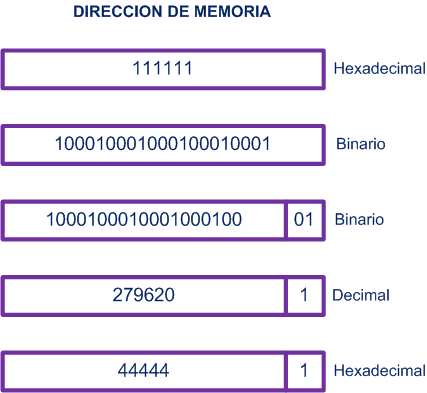 DIRECCION DE MEMORIA
111111 Hexadecimal
100010001000100010001 Binario
1000100010001000100 01 Binario
279620 1 Decimal
44444 1 Hexadecimal